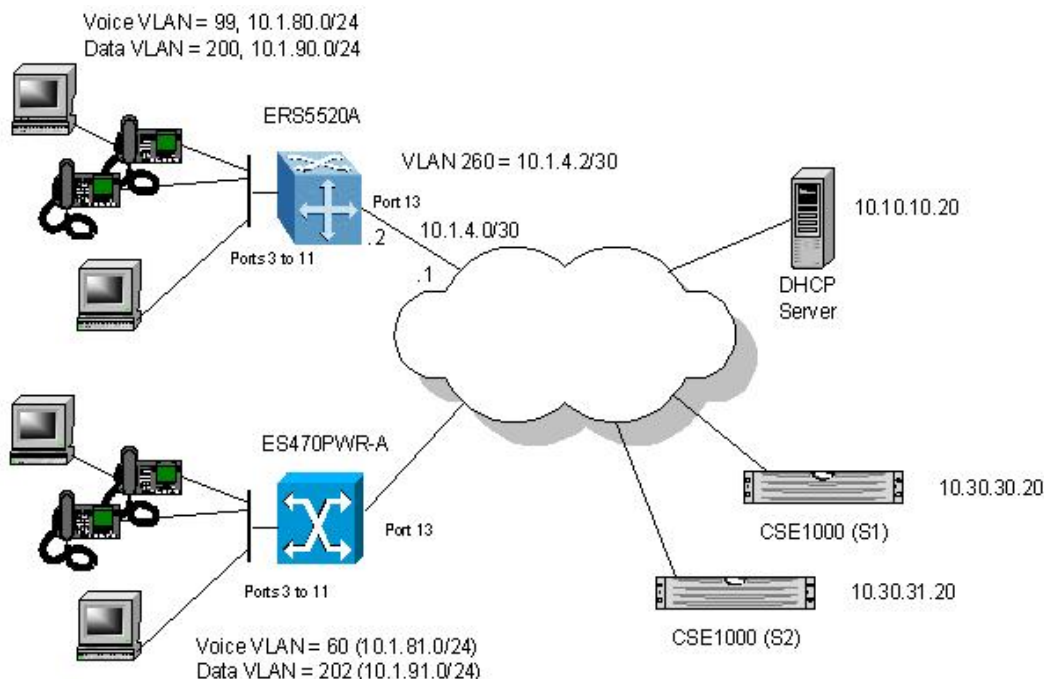 Voice VLAN = 99, 10.1.80.0/24
Data VLAN = 200, 10.1.90.0/24
ERS5520A
VLAN 260 = 10.1.4.2/30
Port 13
10.1.4.0/30
.2
.1
Ports 3 to 11
10.10.10.20
DHCP
Server
ES470PWR-A
Port 13
Ports 3 to 11
10.30.30.20
CSE1000 (S1)
10.30.31.20
CSE1000 (S2)
Voice VLAN = 60 (10.1.81.0/24)
Data VLAN = 202 (10.1.91.0/24)